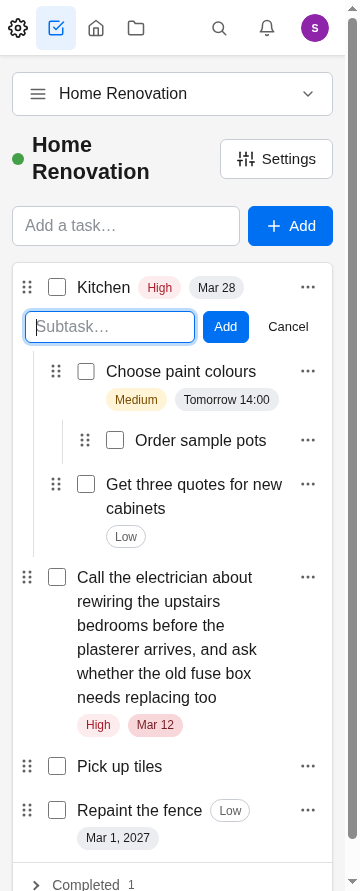 S
Home Renovation
Home
Renovation
Settings
Add a task…
Add
Kitchen High Mar 28
Subtask…
Add
Cancel
Choose paint colours
Medium Tomorrow 14:00
Order sample pots
Get three quotes for new
cabinets
Low
Call the electrician about
rewiring the upstairs
bedrooms before the
plasterer arrives, and ask
whether the old fuse box
needs replacing too
High Mar 12
Pick up tiles
Repaint the fence Low
Mar 1, 2027
Completed 1